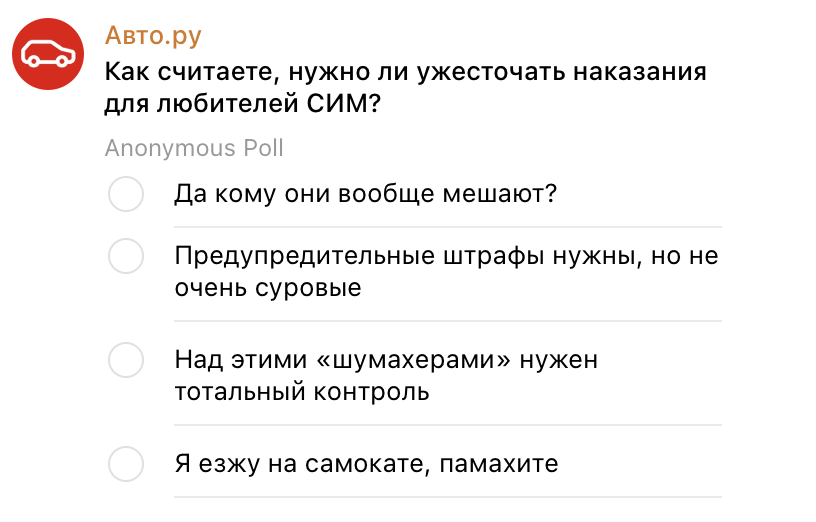 Авто.ру
Как считаете, нужно ли ужесточать наказания
для любителей СИМ?
Anonymous Poll
Да кому они вообще мешают?
Предупредительные штрафы нужны, но не
очень суровые
Над этими «шумахерами» нужен
тотальный контроль
Я езжу на самокате, памахите